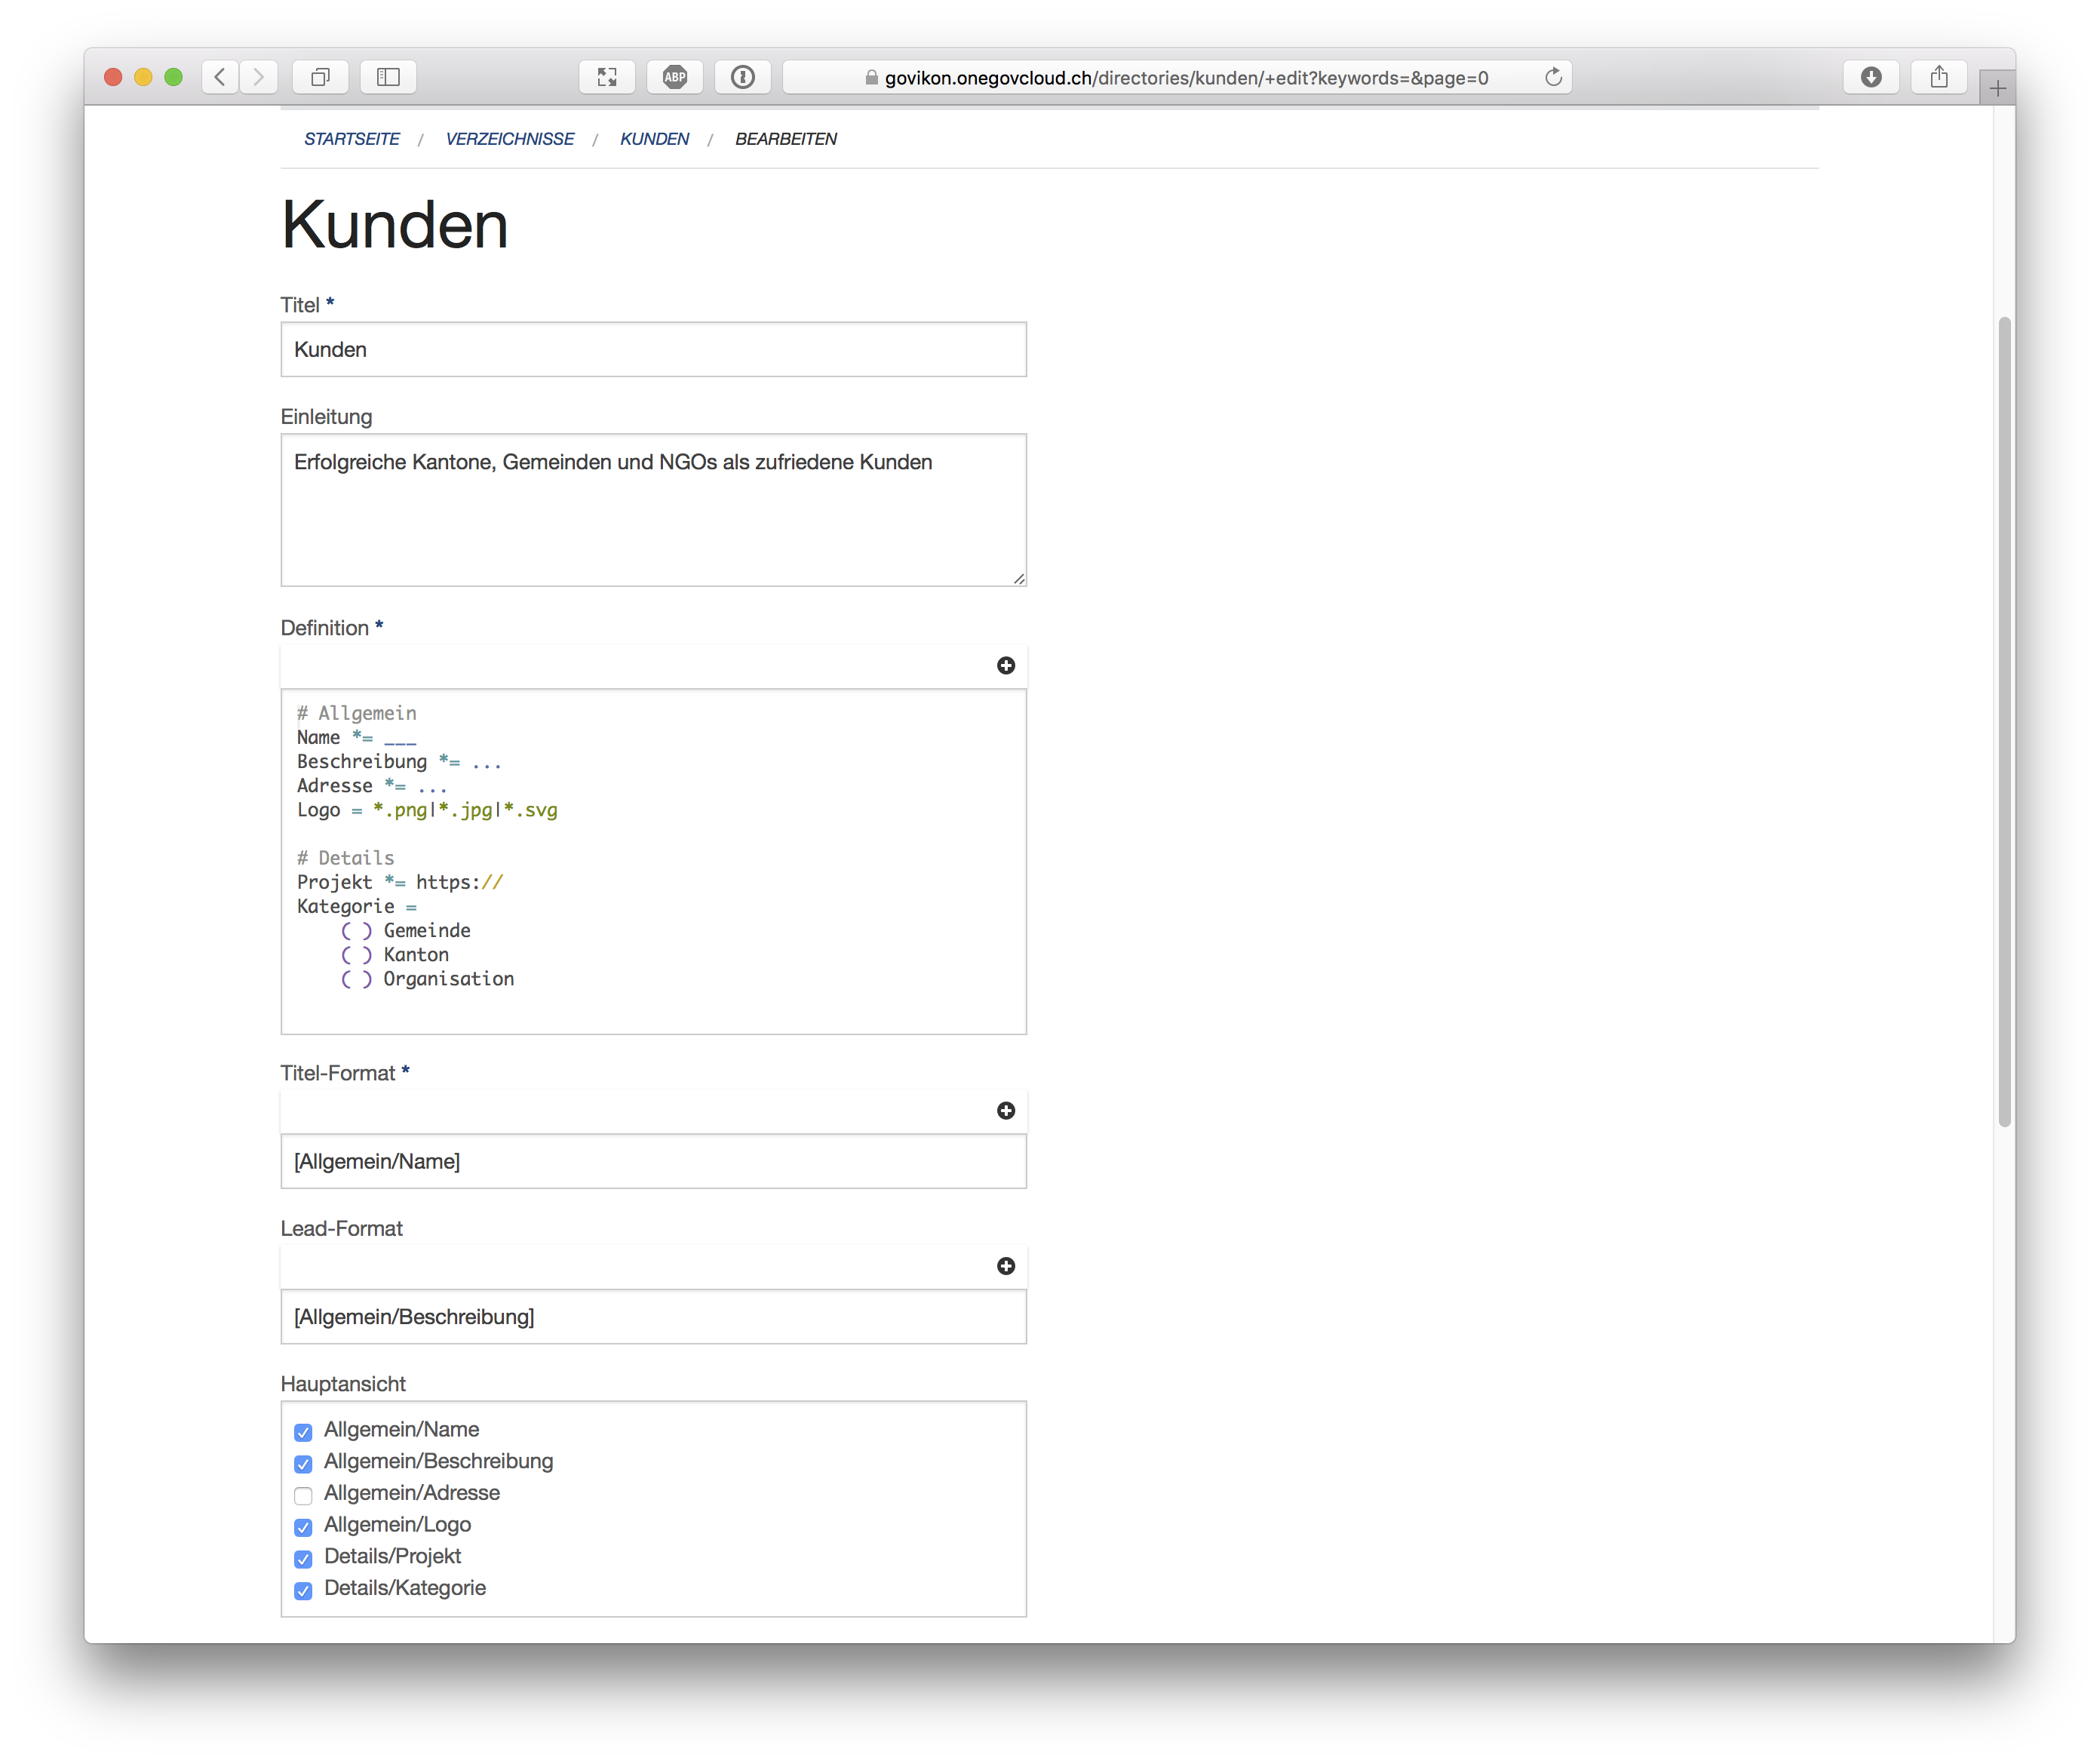 ABP
govikon.onegovcloud.ch/directories/kunden/+edit?keywords=&page=0
STARTSEITE / VERZEICHNISSE / KUNDEN / BEARBEITEN
Kunden
Titel *
Kunden
Einleitung
Erfolgreiche Kantone, Gemeinden und NGOs als zufriedene Kunden
Definition *
# Allgemein
Name *= ___
Beschreibung *= ...
Adresse *= ...
Logo = *.png|*.jpg|*.svg
# Details
Projekt *= https://
Kategorie =
( ) Gemeinde
( ) Kanton
( ) Organisation
Titel-Format *
[Allgemein/Name]
Lead-Format
[Allgemein/Beschreibung]
Hauptansicht
Allgemein/Name
Allgemein/Beschreibung
Allgemein/Adresse
Allgemein/Logo
Details/Projekt
Details/Kategorie